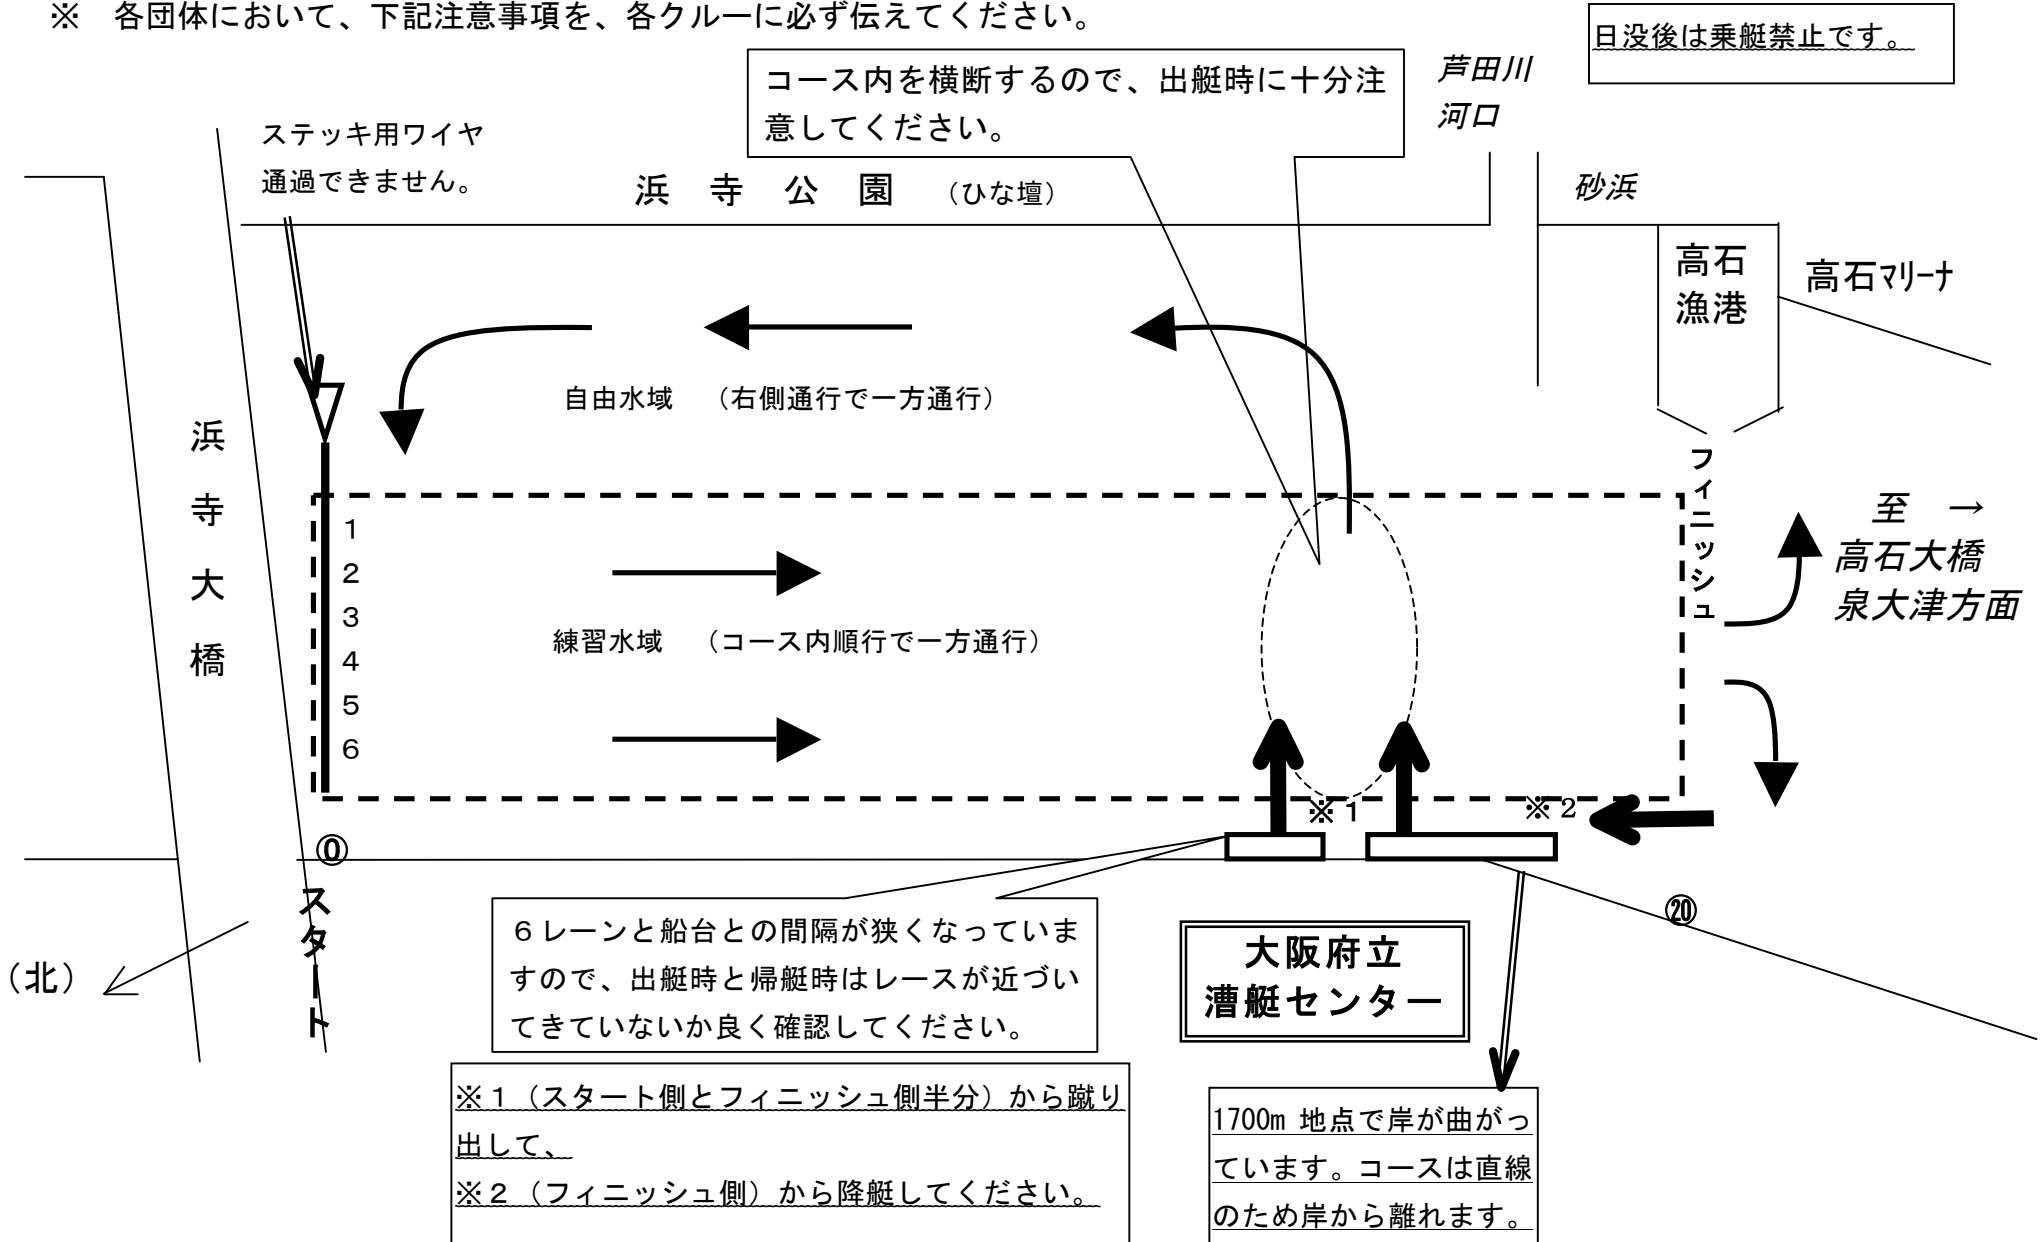 ※　各団体において、下記注意事項を、各クルーに必ず伝えてください。
日没後は乗艇禁止です。
コース内を横断するので、出艇時に十分注
意してください。
芦田川
河口
ステッキ用ワイヤ
通過できません。
浜　寺　公　園　（ひな壇）
砂浜
高石
漁港
高石ﾏﾘｰﾅ
自由水域　（右側通行で一方通行）
浜寺大橋
フィニッシュ
1
2
3
4
5
6
至　→
高石大橋
泉大津方面
練習水域　（コース内順行で一方通行）
※１
※２
⓪
スタート
⑳
（北）
６レーンと船台との間隔が狭くなっていま
すので、出艇時と帰艇時はレースが近づい
てきていないか良く確認してください。
大阪府立
漕艇センター
※１（スタート側とフィニッシュ側半分）から蹴り
出して、
※２（フィニッシュ側）から降艇してください。
1700m 地点で岸が曲がっ
ています。コースは直線
のため岸から離れます。